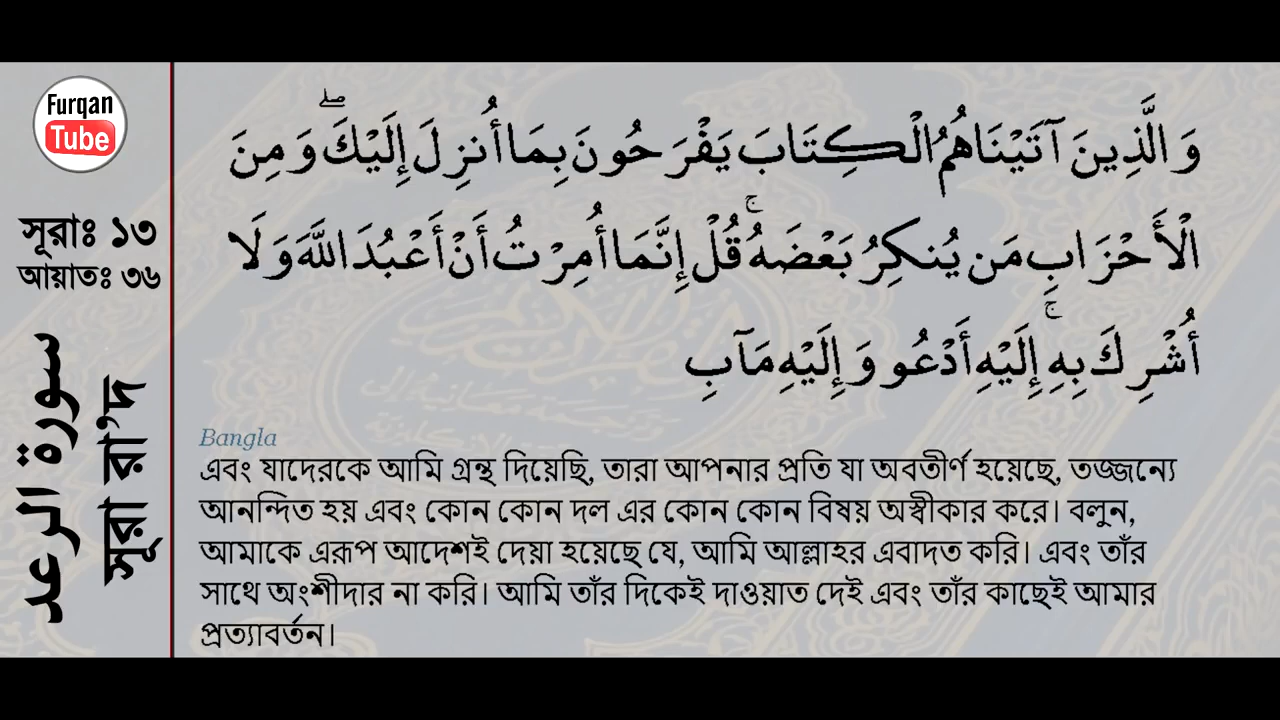 Furqan
Tube
সূরাঃ ১৩
আয়াতঃ ৩৬
سورة الرعد
সূরা রা'দ
وَالَّذِينَ آتَيْنَاهُمُ الْكِتَابَ يَفْرَحُونَ بِمَا أُنزِلَ إِلَيْكَ ۖ وَمِنَ
الْأَحْزَابِ مَن يُنكِرُ بَعْضَهُ ۚ قُلْ إِنَّمَا أُمِرْتُ أَنْ أَعْبُدَ اللَّهَ وَلَا
أُشْرِكَ بِهِ ۚ إِلَيْهِ أَدْعُو وَإِلَيْهِ مَآبِ
Bangla
এবং যাদেরকে আমি গ্রন্থ দিয়েছি, তারা আপনার প্রতি যা অবতীর্ণ হয়েছে, তজ্জন্যে
আনন্দিত হয় এবং কোন কোন দল এর কোন কোন বিষয় অস্বীকার করে। বলুন,
আমাকে এরূপ আদেশই দেয়া হয়েছে যে, আমি আল্লাহর এবাদত করি। এবং তাঁর
সাথে অংশীদার না করি। আমি তাঁর দিকেই দাওয়াত দেই এবং তাঁর কাছেই আমার
প্রত্যাবর্তন।